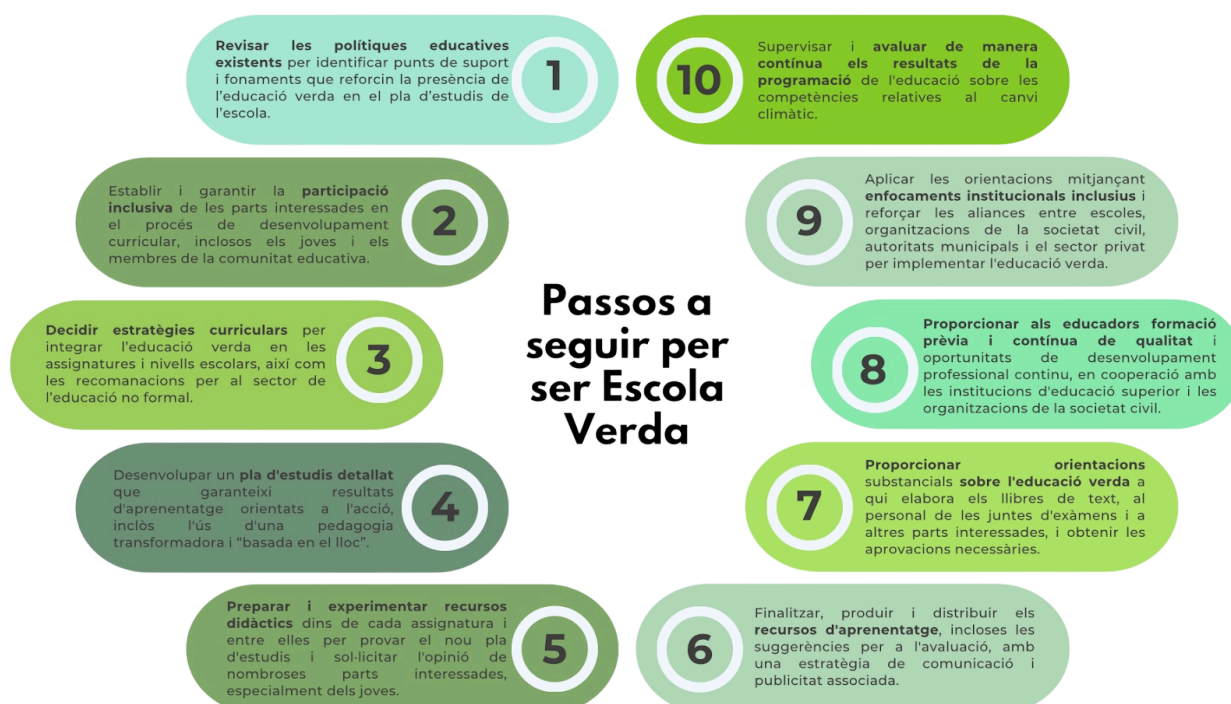 Passos a
seguir per
ser Escola
Verda
1
Revisar les polítiques educatives
existents per identificar punts de suport
i fonaments que reforcin la presència de
l’educació verda en el pla d’estudis de
l’escola.
2
Establir i garantir la participació
inclusiva de les parts interessades en
el procés de desenvolupament
curricular, inclosos els joves i els
membres de la comunitat educativa.
3
Decidir estratègies curriculars per
integrar l’educació verda en les
assignatures i nivells escolars, així com
les recomanacions per al sector de
l’educació no formal.
4
Desenvolupar un pla d'estudis detallat
que garanteixi resultats
d'aprenentatge orientats a l'acció,
inclòs l'ús d'una pedagogia
transformadora i “basada en el lloc”.
5
Preparar i experimentar recursos
didàctics dins de cada assignatura i
entre elles per provar el nou pla
d'estudis i sol·licitar l'opinió de
nombroses parts interessades,
especialment dels joves.
6
Finalitzar, produir i distribuir els
recursos d'aprenentatge, incloses les
suggerències per a l'avaluació, amb
una estratègia de comunicació i
publicitat associada.
7
Proporcionar orientacions
substancials sobre l'educació verda a
qui elabora els llibres de text, al
personal de les juntes d'exàmens i a
altres parts interessades, i obtenir les
aprovacions necessàries.
8
Proporcionar als educadors formació
prèvia i contínua de qualitat i
oportunitats de desenvolupament
professional continu, en cooperació amb
les institucions d'educació superior i les
organitzacions de la societat civil.
9
Aplicar les orientacions mitjançant
enfocaments institucionals inclusius i
reforçar les aliances entre escoles,
organitzacions de la societat civil,
autoritats municipals i el sector privat
per implementar l'educació verda.
10
Supervisar i avaluar de manera
contínua els resultats de la
programació de l'educació sobre les
competències relatives al canvi
climàtic.